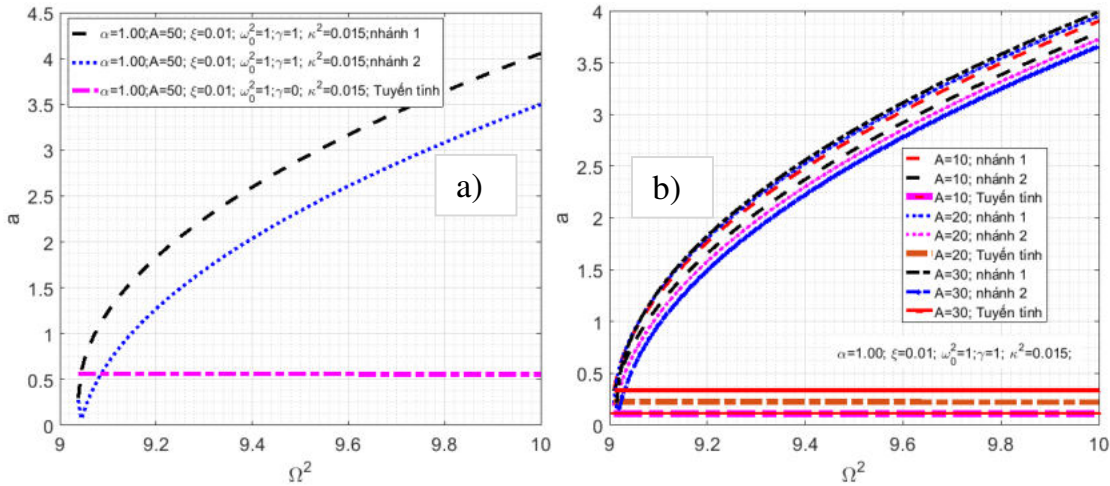 4.5
4
3.5
3
2.5
2
1.5
1
0.5
0
a
α=1.00;A=50; ξ=0.01; ω₀²=1;γ=1; κ²=0.015;nhánh 1
α=1.00;A=50; ξ=0.01; ω₀²=1;γ=1; κ²=0.015;nhánh 2
α=1.00;A=50; ξ=0.01; ω₀²=1;γ=0; κ²=0.015; Tuyến tính
a)
9 9.2 9.4 9.6 9.8 10
Ω²
4
3.5
3
2.5
2
1.5
1
0.5
0
a
b)
A=10; nhánh 1
A=10; nhánh 2
A=10; Tuyến tính
A=20; nhánh 1
A=20; nhánh 2
A=20; Tuyến tính
A=30; nhánh 1
A=30; nhánh 2
A=30; Tuyến tính
α=1.00; ξ=0.01; ω₀²=1;γ=1; κ²=0.015;
9 9.2 9.4 9.6 9.8 10
Ω²